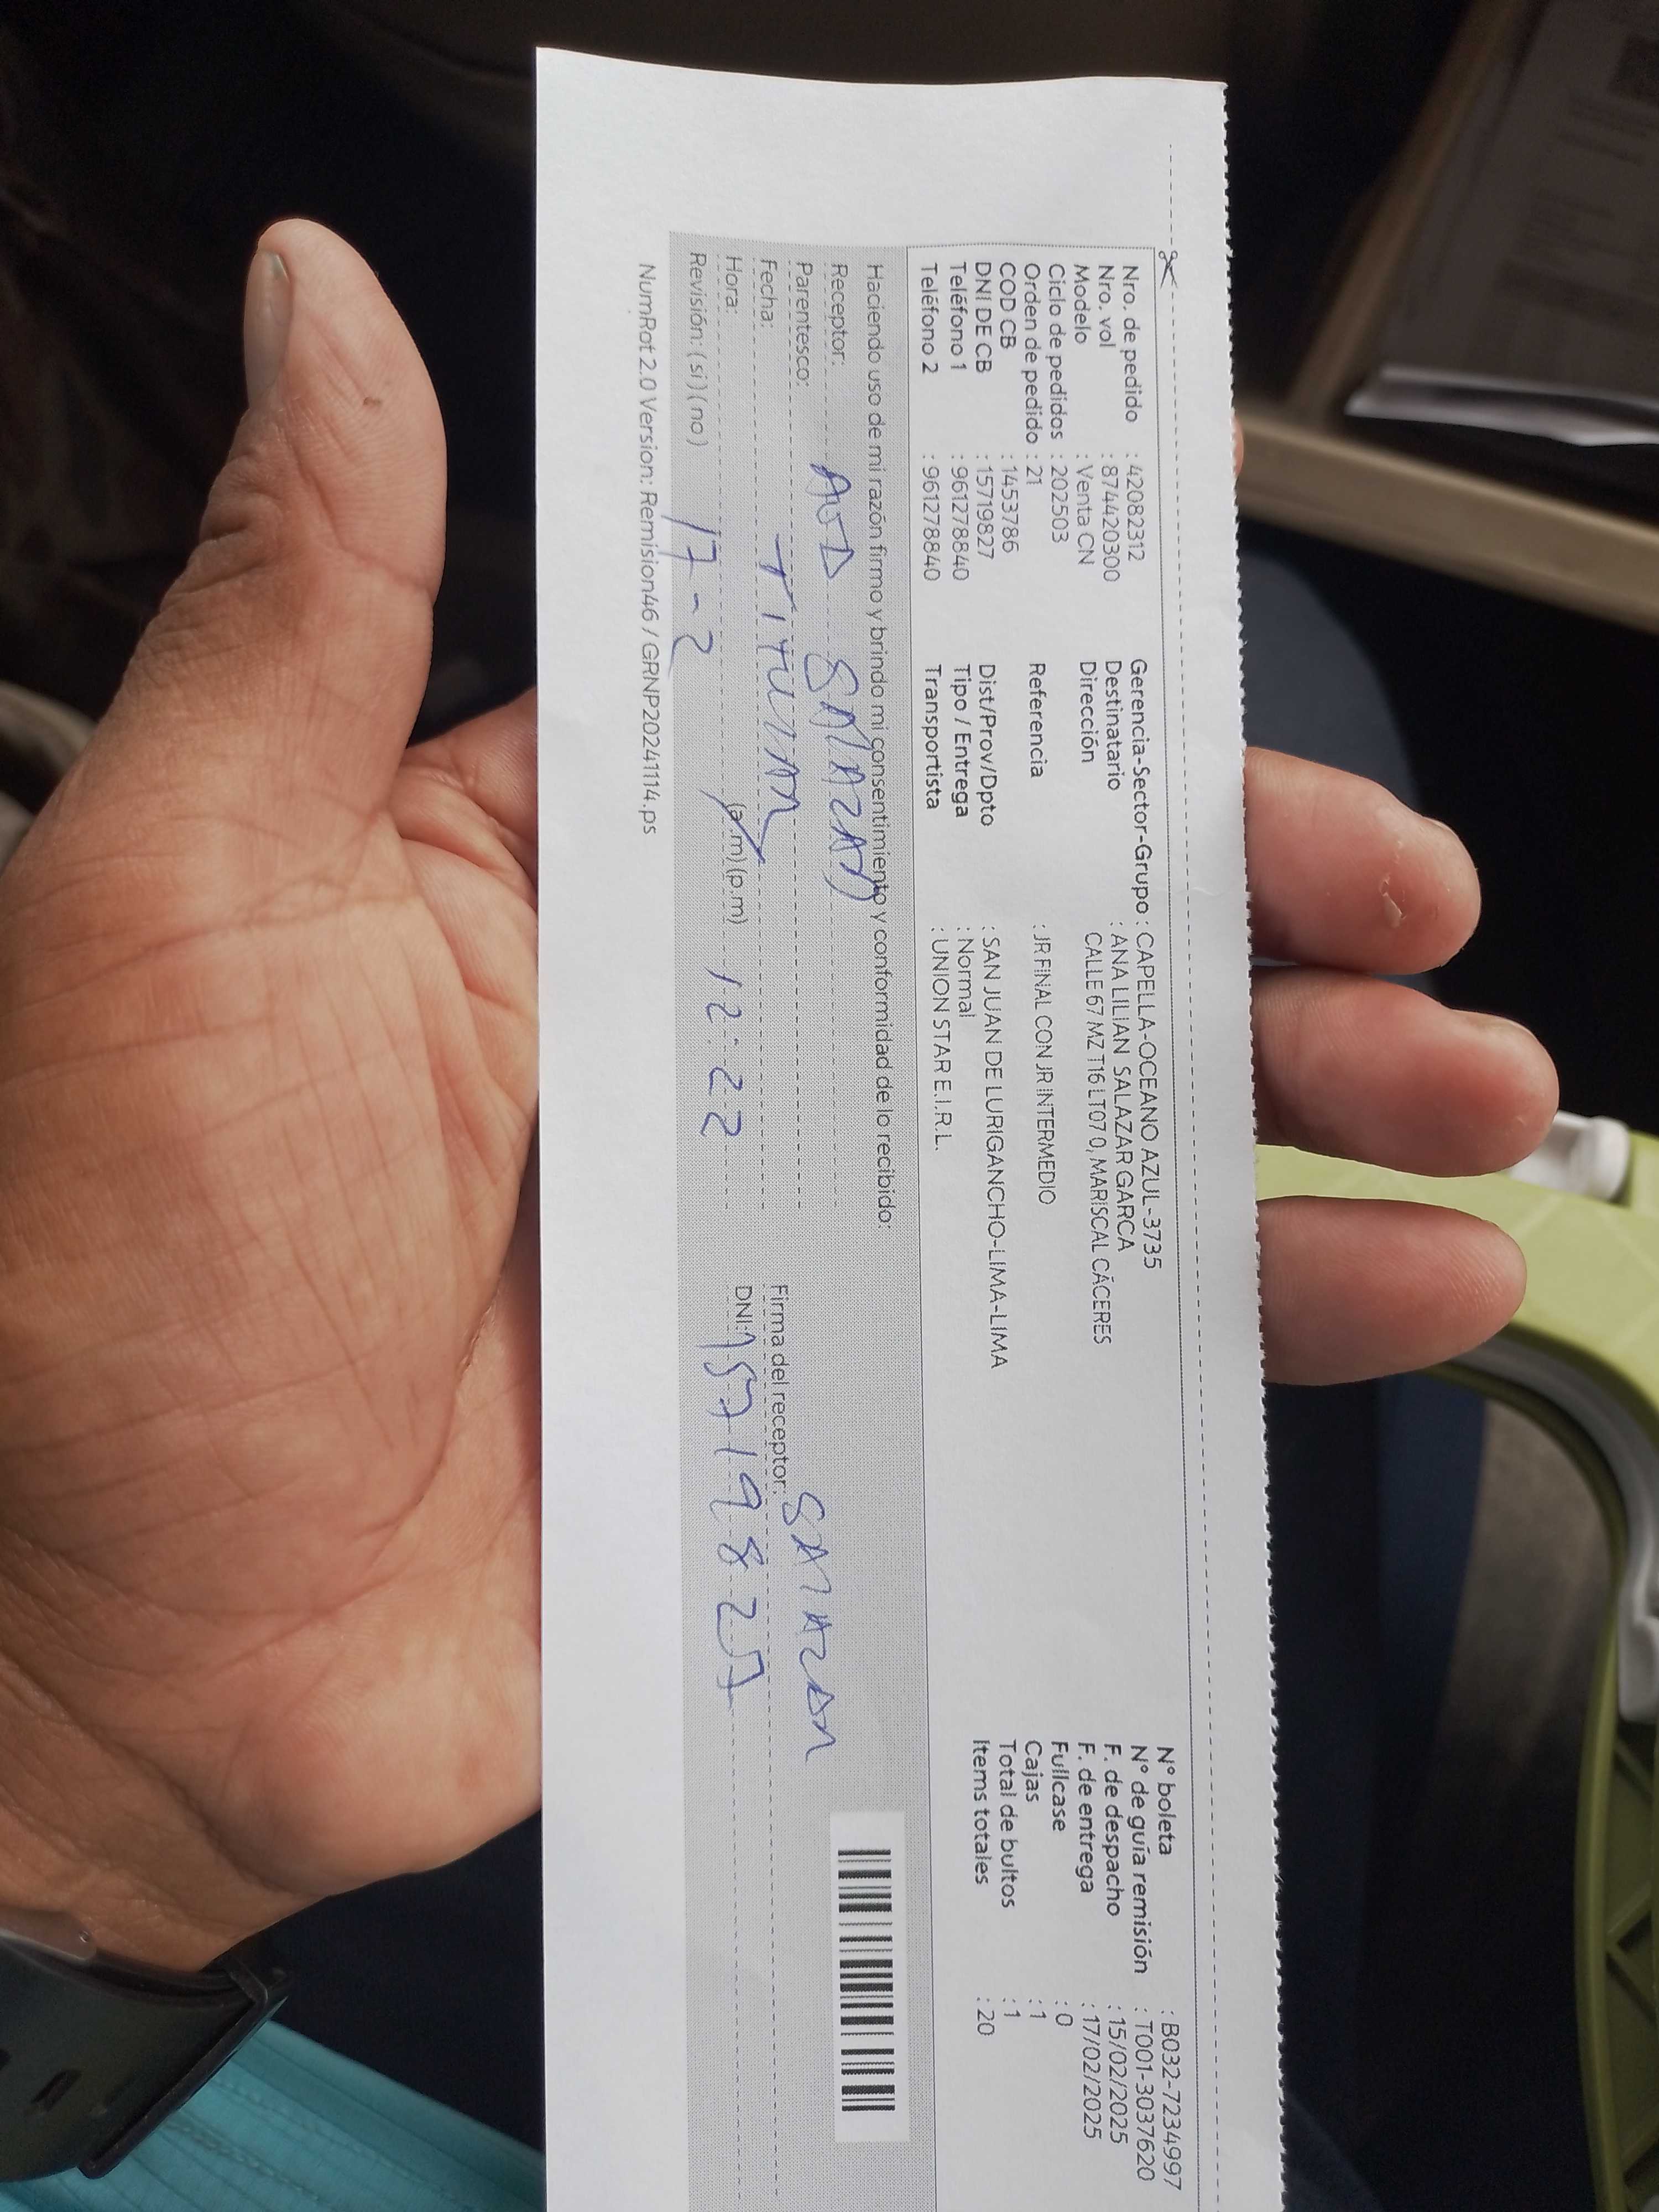 Nro. de pedido : 42082312 Gerencia-Sector-Grupo : CAPELLA-OCEANO AZUL-3735 N° boleta : B032-7234997
Nro. vol : 874420300 Destinatario : ANA LILIAN SALAZAR GARCA N° de guía remisión : T001-3037620
Modelo : Venta CN Dirección CALLE 67 MZ T16 LT07 0, MARISCAL CÁCERES F. de despacho : 15/02/2025
Ciclo de pedidos : 202503 F. de entrega : 17/02/2025
Orden de pedido : 21 Referencia : JR FINAL CON JR INTERMEDIO Fullcase : 0
COD CB : 1453786 Cajas : 1
DNI DE CB : 15719827 Dist/Prov/Dpto : SAN JUAN DE LURIGANCHO-LIMA-LIMA Total de bultos : 1
Teléfono 1 : 961278840 Tipo / Entrega : Normal Items totales : 20
Teléfono 2 : 961278840 Transportista : UNION STAR E.I.R.L.
Haciendo uso de mi razón firmo y brindo mi consentimiento y conformidad de lo recibido:
Receptor: SALAZAR
Parentesco: TITULAR SALAZAR
Fecha: Firma del receptor:
Hora: (a.m) (p.m) 12:22 DNI: 15719827
Revisión: (si) (no) 17-2
NumRot 2.0 Version: Remision46 / GRNP20241114.ps